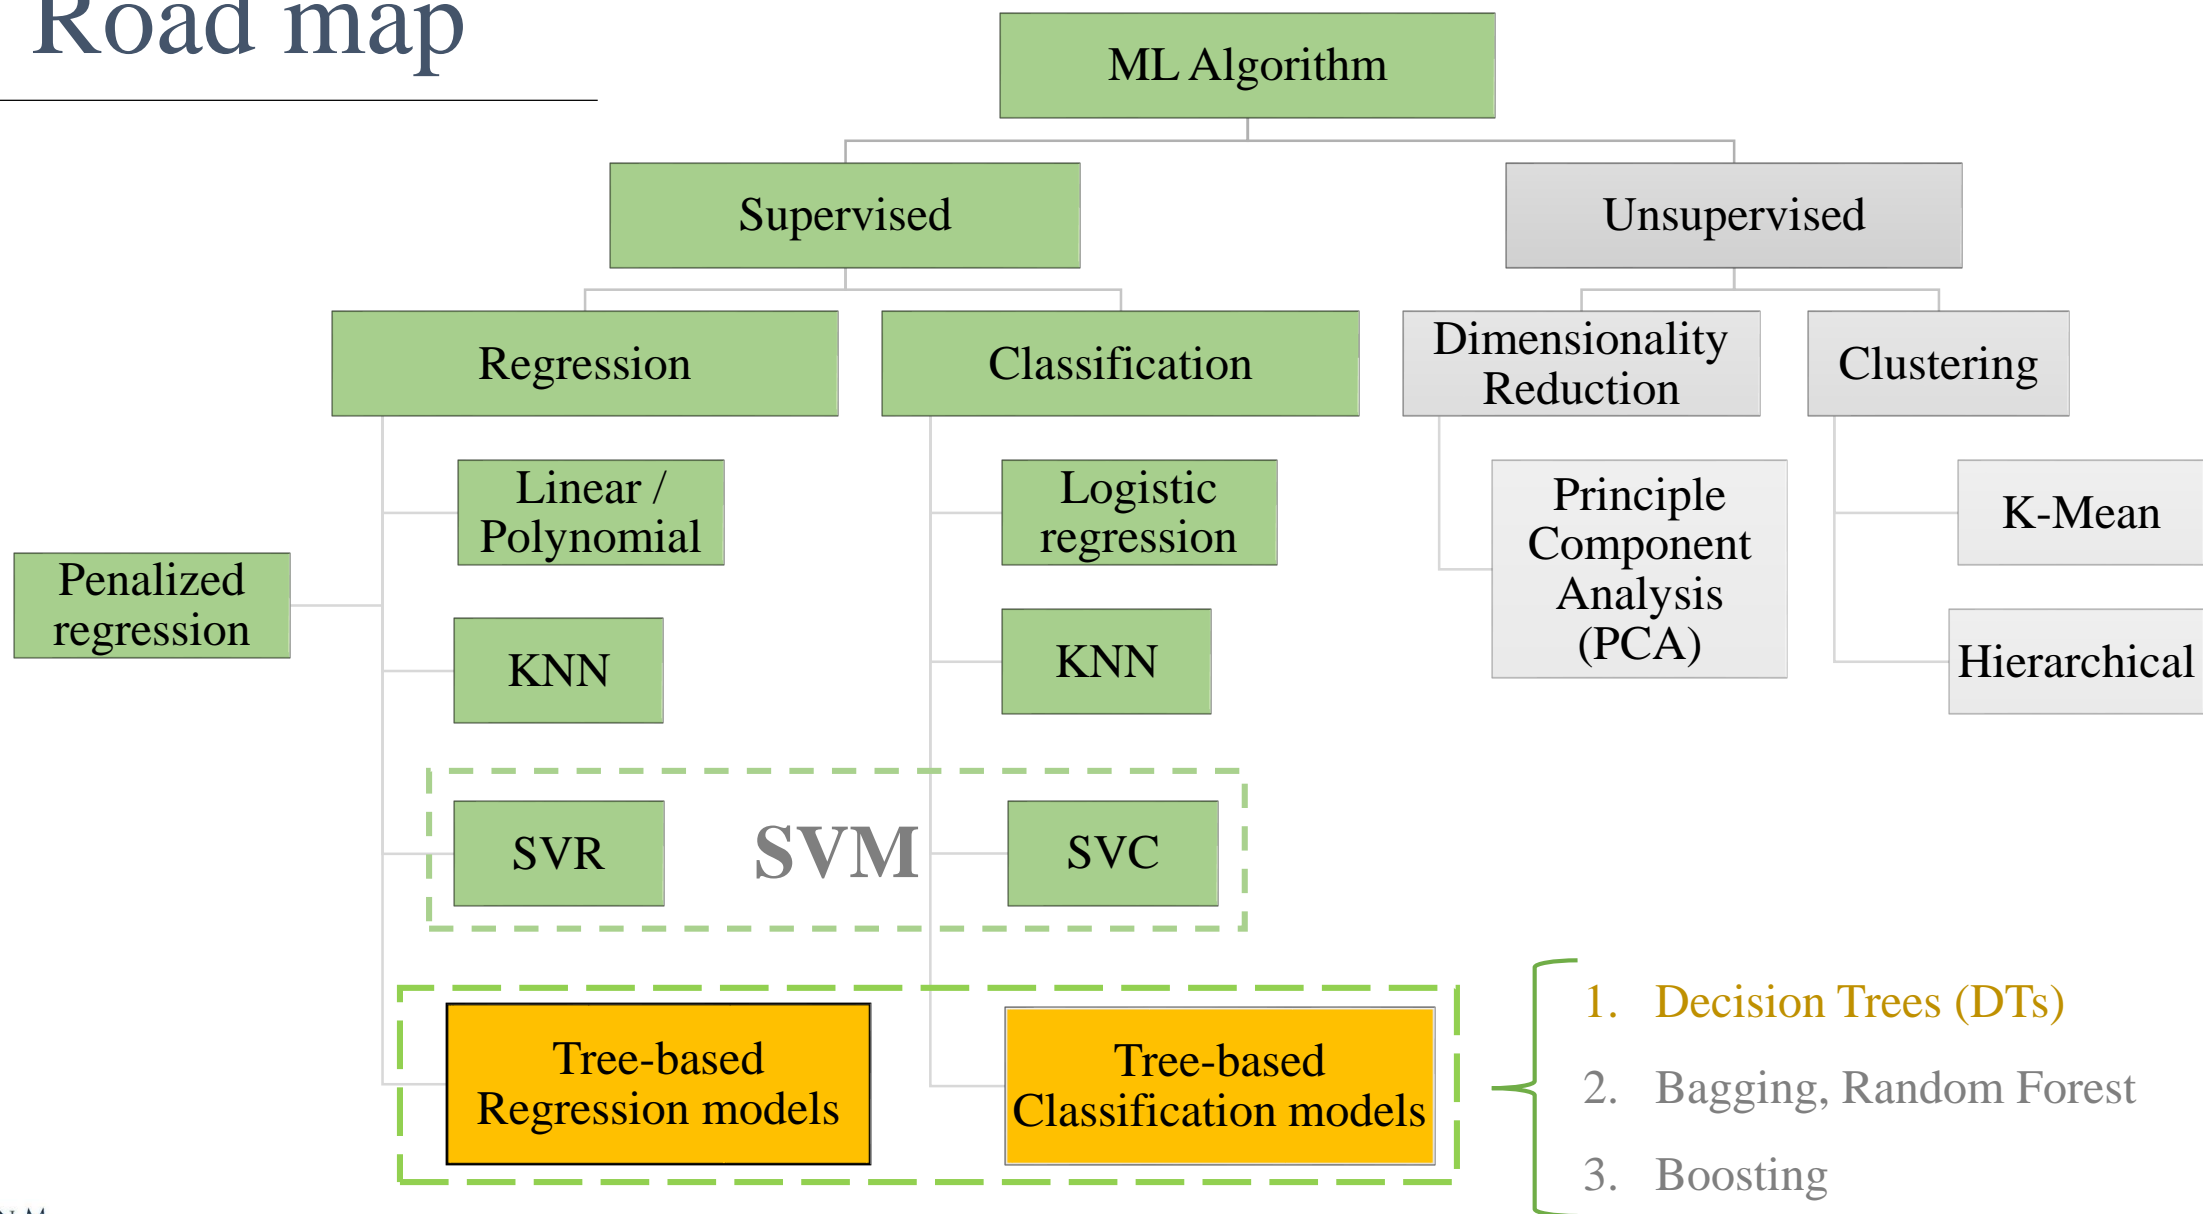 Road map
ML Algorithm
Supervised
Unsupervised
Regression
Classification
Dimensionality
Reduction
Clustering
Linear /
Polynomial
Logistic
regression
Principle
Component
Analysis
(PCA)
K-Mean
Penalized
regression
KNN
KNN
Hierarchical
SVR
SVM
SVC
Tree-based
Regression models
Tree-based
Classification models
1. Decision Trees (DTs)
2. Bagging, Random Forest
3. Boosting